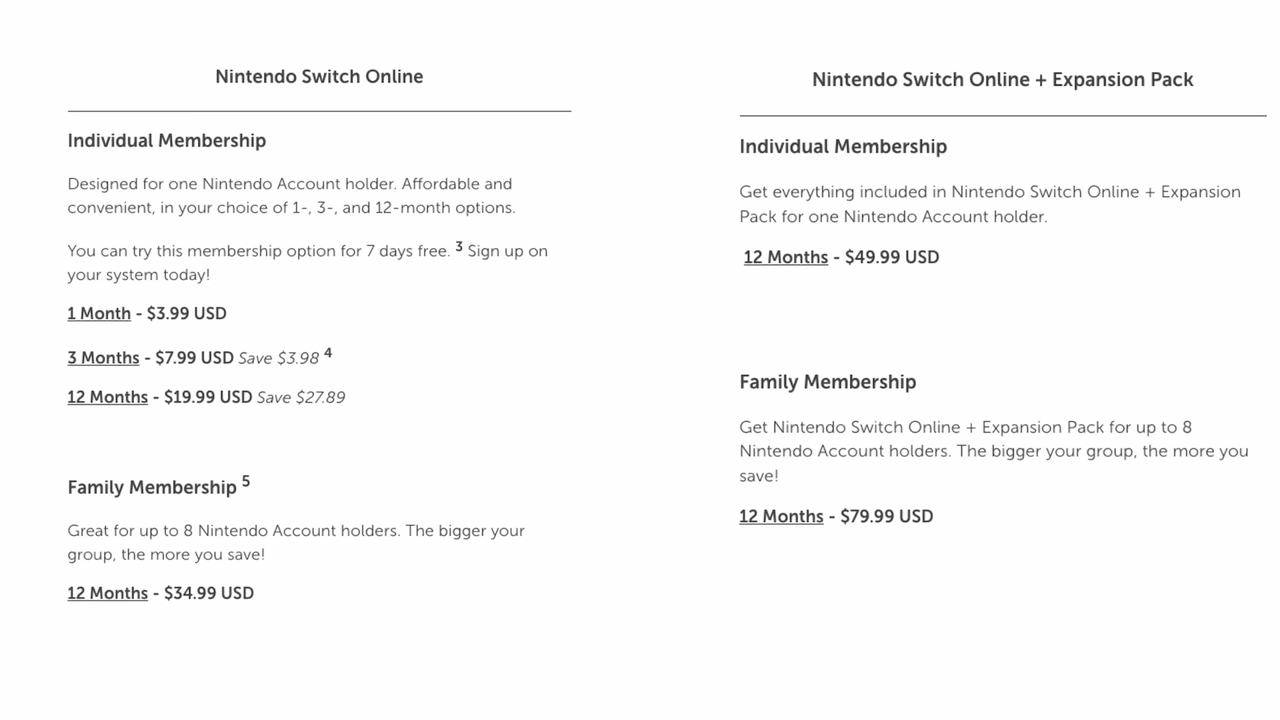 Nintendo Switch Online
Individual Membership
Designed for one Nintendo Account holder. Affordable and
convenient, in your choice of 1-, 3-, and 12-month options.
You can try this membership option for 7 days free. 3 Sign up on
your system today!
1 Month - $3.99 USD
3 Months - $7.99 USD Save $3.98 4
12 Months - $19.99 USD Save $27.89
Family Membership 5
Great for up to 8 Nintendo Account holders. The bigger your
group, the more you save!
12 Months - $34.99 USD
Nintendo Switch Online + Expansion Pack
Individual Membership
Get everything included in Nintendo Switch Online + Expansion
Pack for one Nintendo Account holder.
12 Months - $49.99 USD
Family Membership
Get Nintendo Switch Online + Expansion Pack for up to 8
Nintendo Account holders. The bigger your group, the more you
save!
12 Months - $79.99 USD